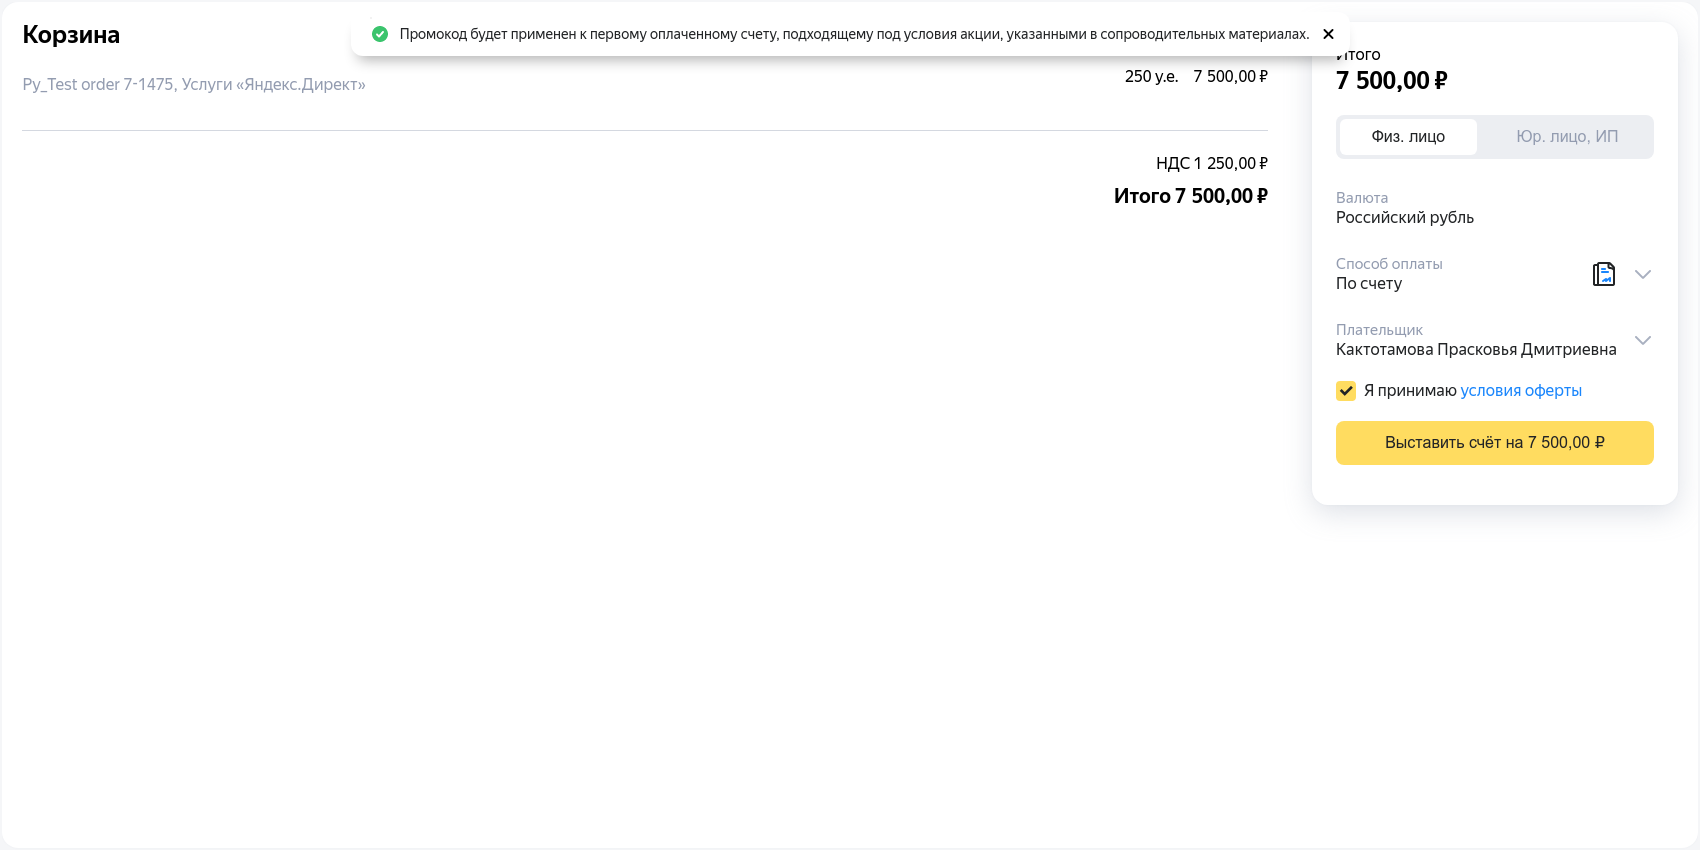 Корзина
Промокод будет применен к первому оплаченному счету, подходящему под условия акции, указанными в сопроводительных материалах.
Py_Test order 7-1475, Услуги «Яндекс.Директ»
250 у.е. 7 500,00 ₽
НДС 1 250,00 ₽
Итого 7 500,00 ₽
Итого
7 500,00 ₽
Физ. лицо
Юр. лицо, ИП
Валюта
Российский рубль
Способ оплаты
По счету
Плательщик
Кактотамова Прасковья Дмитриевна
Я принимаю условия оферты
Выставить счёт на 7 500,00 ₽